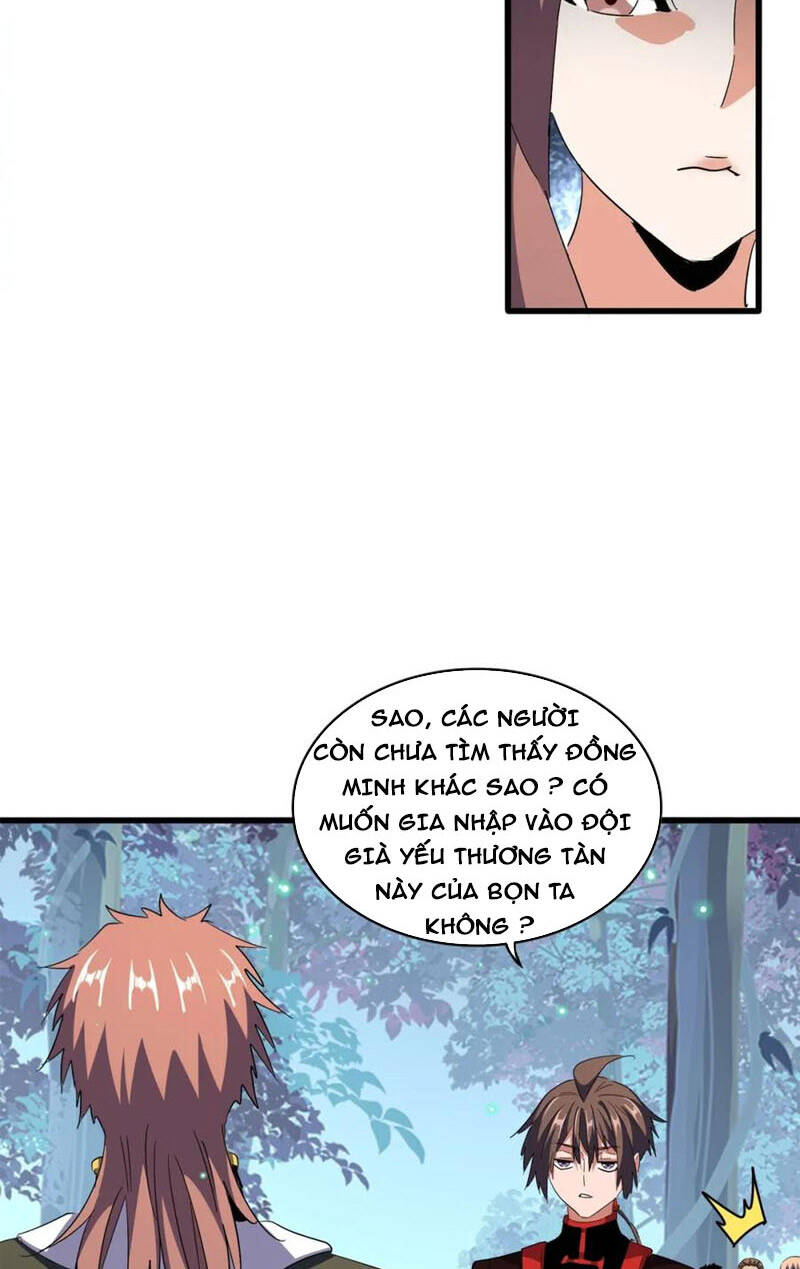 SAO, CÁC NGƯỜI
CÒN CHƯA TÌM THẤY ĐỒNG
MINH KHÁC SAO ? CÓ
MUỐN GIA NHẬP VÀO ĐỘI
GIÀ YẾU THƯƠNG TÀN
NÀY CỦA BỌN TA
KHÔNG ?